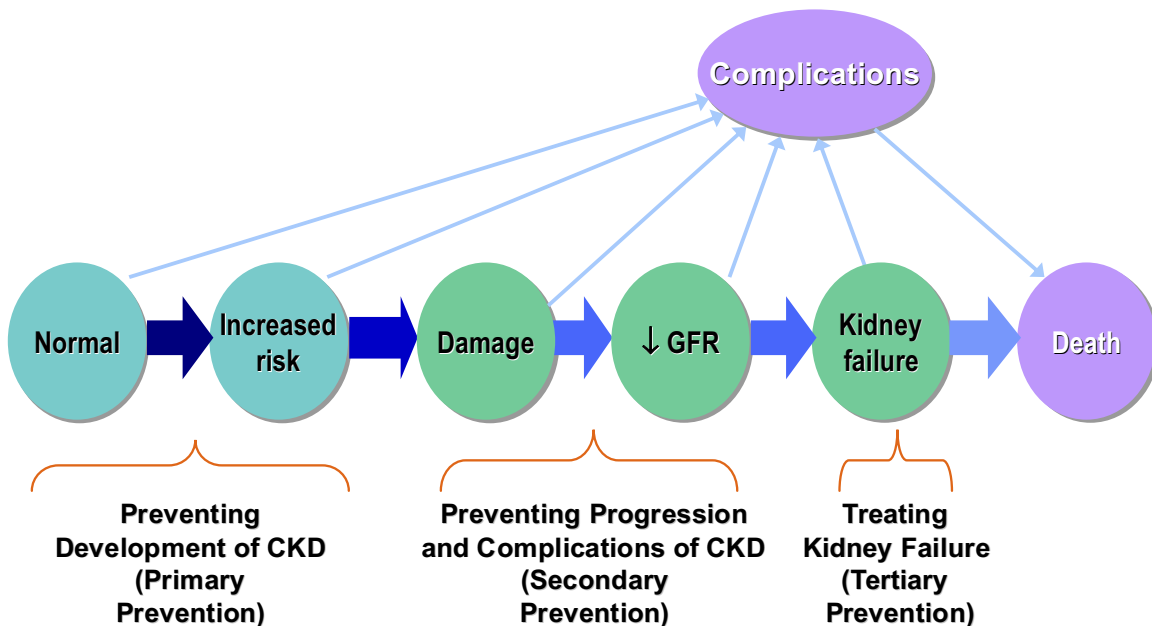 Complications
Normal
Increased
risk
Damage
↓ GFR
Kidney
failure
Death
Preventing
Development of CKD
(Primary
Prevention)
Preventing Progression
and Complications of CKD
(Secondary
Prevention)
Treating
Kidney Failure
(Tertiary
Prevention)